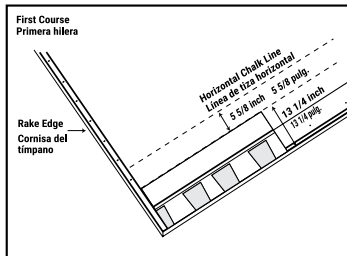 First Course
Primera hilera
Horizontal Chalk Line
Línea de tiza horizontal
5 5/8 inch
5 5/8 pulg.
13 1/4 inch
13 1/4 pulg.
Rake Edge
Cornisa del
tímpano